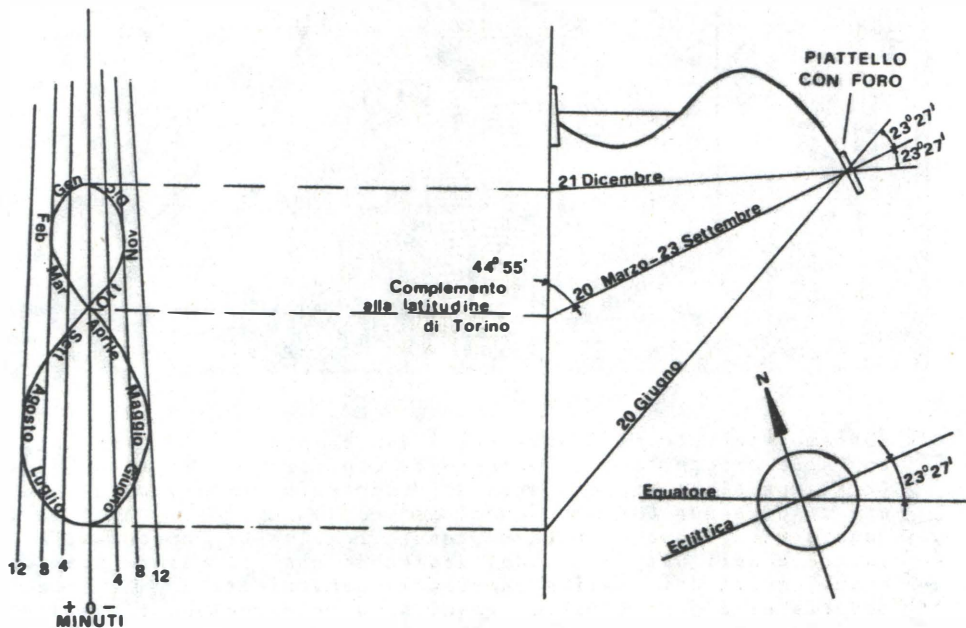 PIATTELLO
CON FORO
23°27'
23°27'
21 Dicembre
20 Marzo-23 Settembre
20 Giugno
44°55'
Complemento
alla latitudine
di Torino
Gen
Dic
Feb
Nov
Mar
Ott
Sett
Aprile
Agosto
Maggio
Luglio
Giugno
12 8 4
4 8 12
+ 0 -
MINUTI
N
Equatore
Eclittica
23°27'